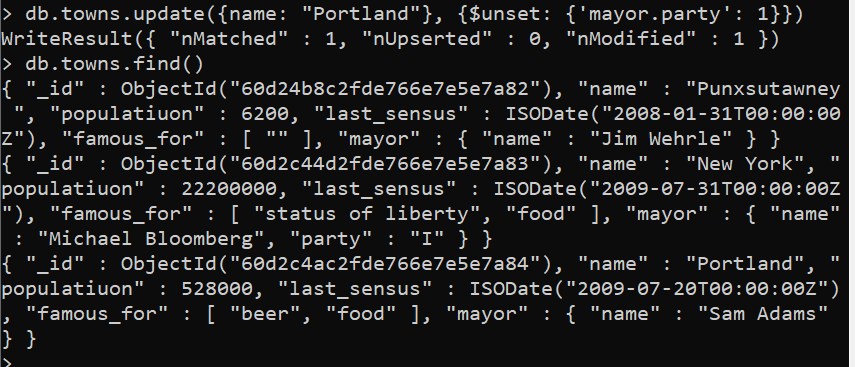 > db.towns.update({name: "Portland"}, {$unset: {'mayor.party': 1}})
WriteResult({ "nMatched" : 1, "nUpserted" : 0, "nModified" : 1 })
> db.towns.find()
{ "_id" : ObjectId("60d24b8c2fde766e7e5e7a82"), "name" : "Punxsutawney
 ", "populatiuon" : 6200, "last_sensus" : ISODate("2008-01-31T00:00:00
Z"), "famous_for" : [ "" ], "mayor" : { "name" : "Jim Wehrle" } }
{ "_id" : ObjectId("60d2c44d2fde766e7e5e7a83"), "name" : "New York", "
populatiuon" : 22200000, "last_sensus" : ISODate("2009-07-31T00:00:00Z
"), "famous_for" : [ "status of liberty", "food" ], "mayor" : { "name"
 : "Michael Bloomberg", "party" : "I" } }
{ "_id" : ObjectId("60d2c4ac2fde766e7e5e7a84"), "name" : "Portland", "
populatiuon" : 528000, "last_sensus" : ISODate("2009-07-20T00:00:00Z")
, "famous_for" : [ "beer", "food" ], "mayor" : { "name" : "Sam Adams"
} }
>